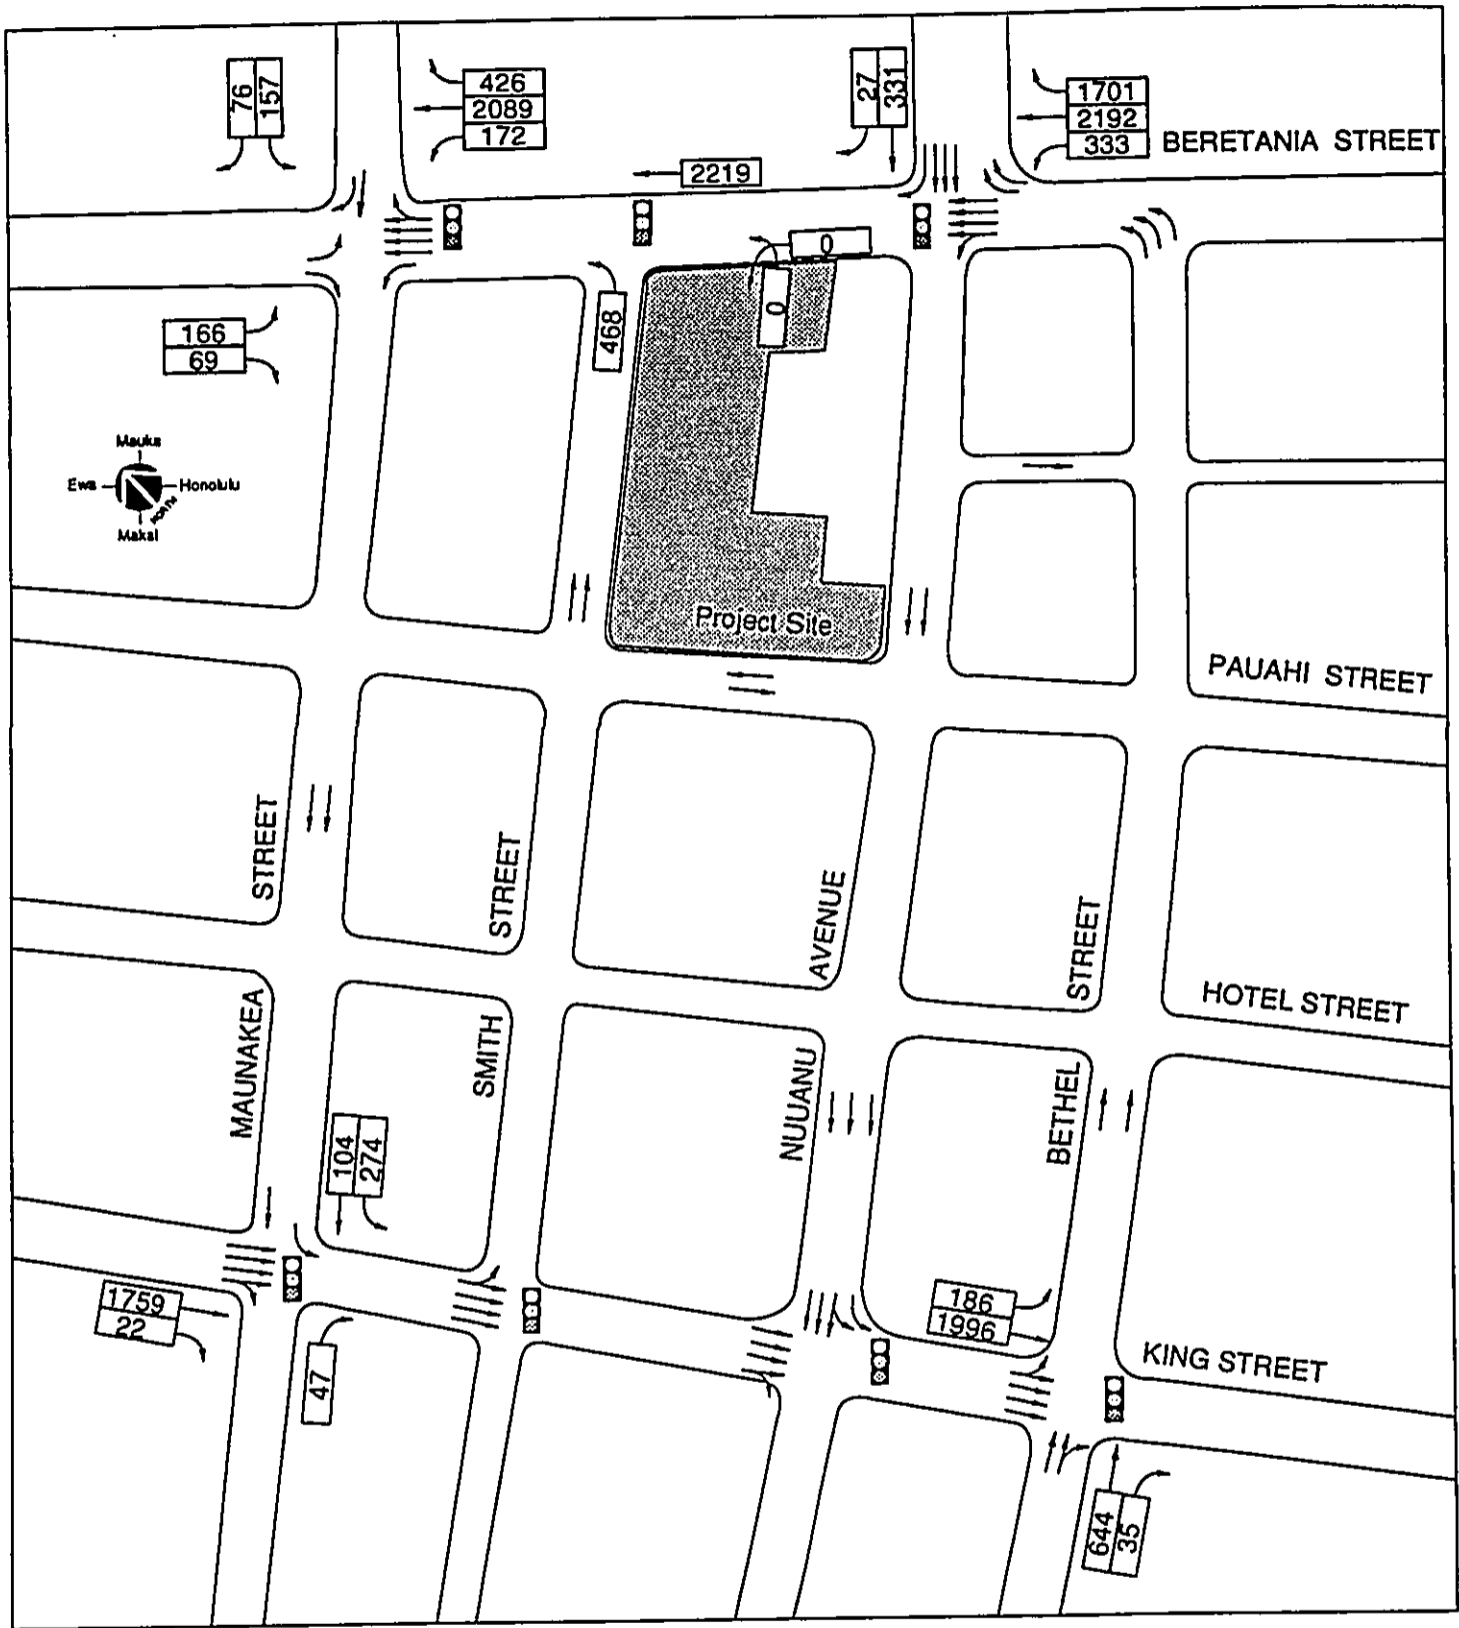 76
157
426
2089
172
27
331
1701
2192
333
BERETANIA STREET
2219
0
0
468
166
69
Mauka
Ewa
Honolulu
NORTH
Makai
Project Site
PAUAHI STREET
MAUNAKEA STREET
SMITH STREET
NUUANU AVENUE
BETHEL STREET
HOTEL STREET
104
274
1759
22
47
186
1996
KING STREET
644
35